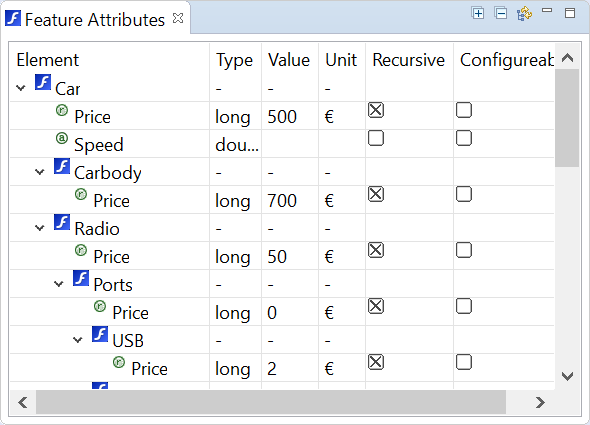 Feature Attributes
Element Type Value Unit Recursive Configureab
Car - - -
Price long 500 €
Speed dou...
Carbody - - -
Price long 700 €
Radio - - -
Price long 50 €
Ports - - -
Price long 0 €
USB - - -
Price long 2 €